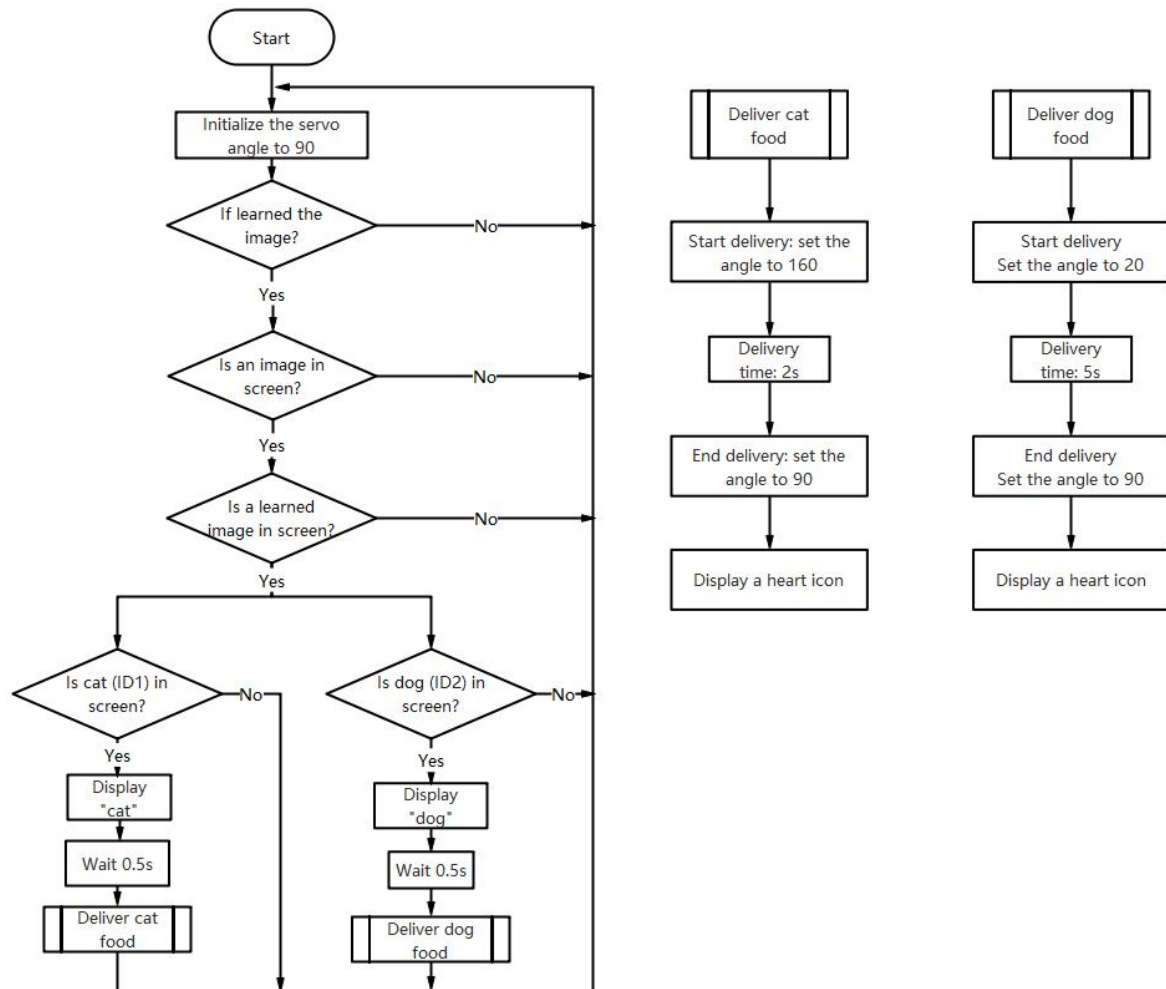 Start
Initialize the servo
angle to 90
If learned the
image?
No
Yes
Is an image in
screen?
No
Yes
Is a learned
image in screen?
No
Yes
Is cat (ID1) in
screen?
No
Yes
Display
"cat"
Wait 0.5s
Deliver cat
food
Is dog (ID2) in
screen?
No
Yes
Display
"dog"
Wait 0.5s
Deliver dog
food
Deliver cat
food
Start delivery: set the
angle to 160
Delivery
time: 2s
End delivery: set the
angle to 90
Display a heart icon
Deliver dog
food
Start delivery
Set the angle to 20
Delivery
time: 5s
End delivery
Set the angle to 90
Display a heart icon